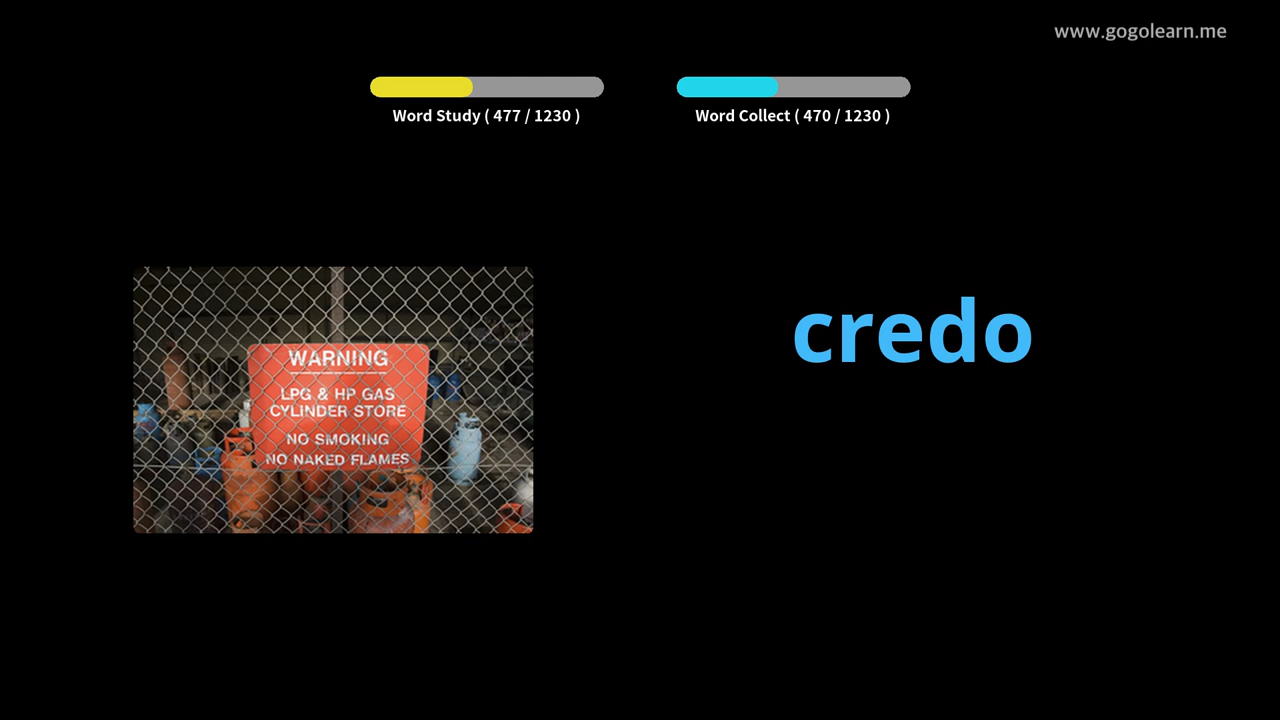 www.gogolearn.me
Word Study ( 477 / 1230 )
Word Collect ( 470 / 1230 )
WARNING
LPG & HP GAS
CYLINDER STORE
NO SMOKING
NO NAKED FLAMES
credo